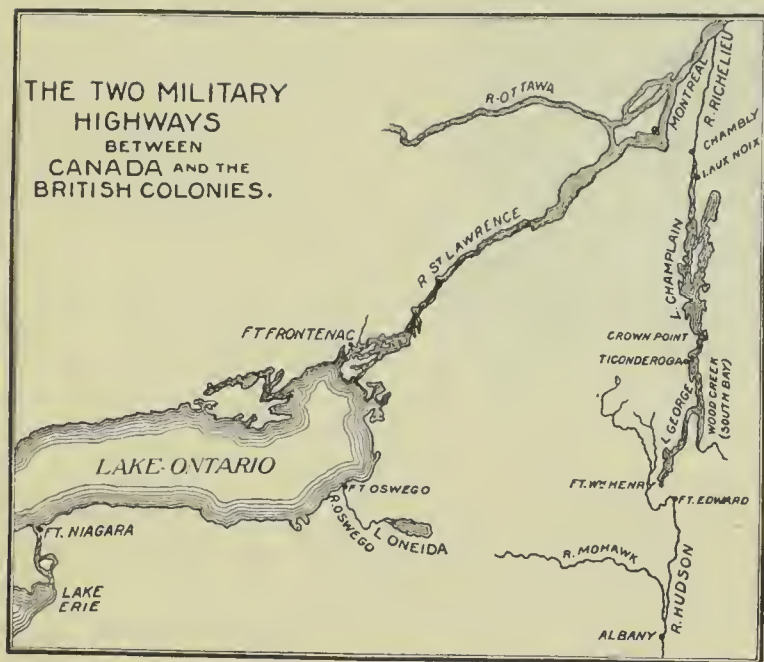 THE TWO MILITARY
HIGHWAYS
BETWEEN
CANADA AND THE
BRITISH COLONIES.
R. OTTAWA
MONTREAL
R. RICHELIEU
CHAMBLY
I. AUX NOIX
R. ST LAWRENCE
L. CHAMPLAIN
FT FRONTENAC
CROWN POINT
TICONDEROGA
L. GEORGE
WOOD CREEK
(SOUTH BAY)
LAKE ONTARIO
FT. WM HENRY
FT. EDWARD
FT OSWEGO
R. OSWEGO
L. ONEIDA
FT. NIAGARA
R. MOHAWK
R. HUDSON
LAKE
ERIE
ALBANY